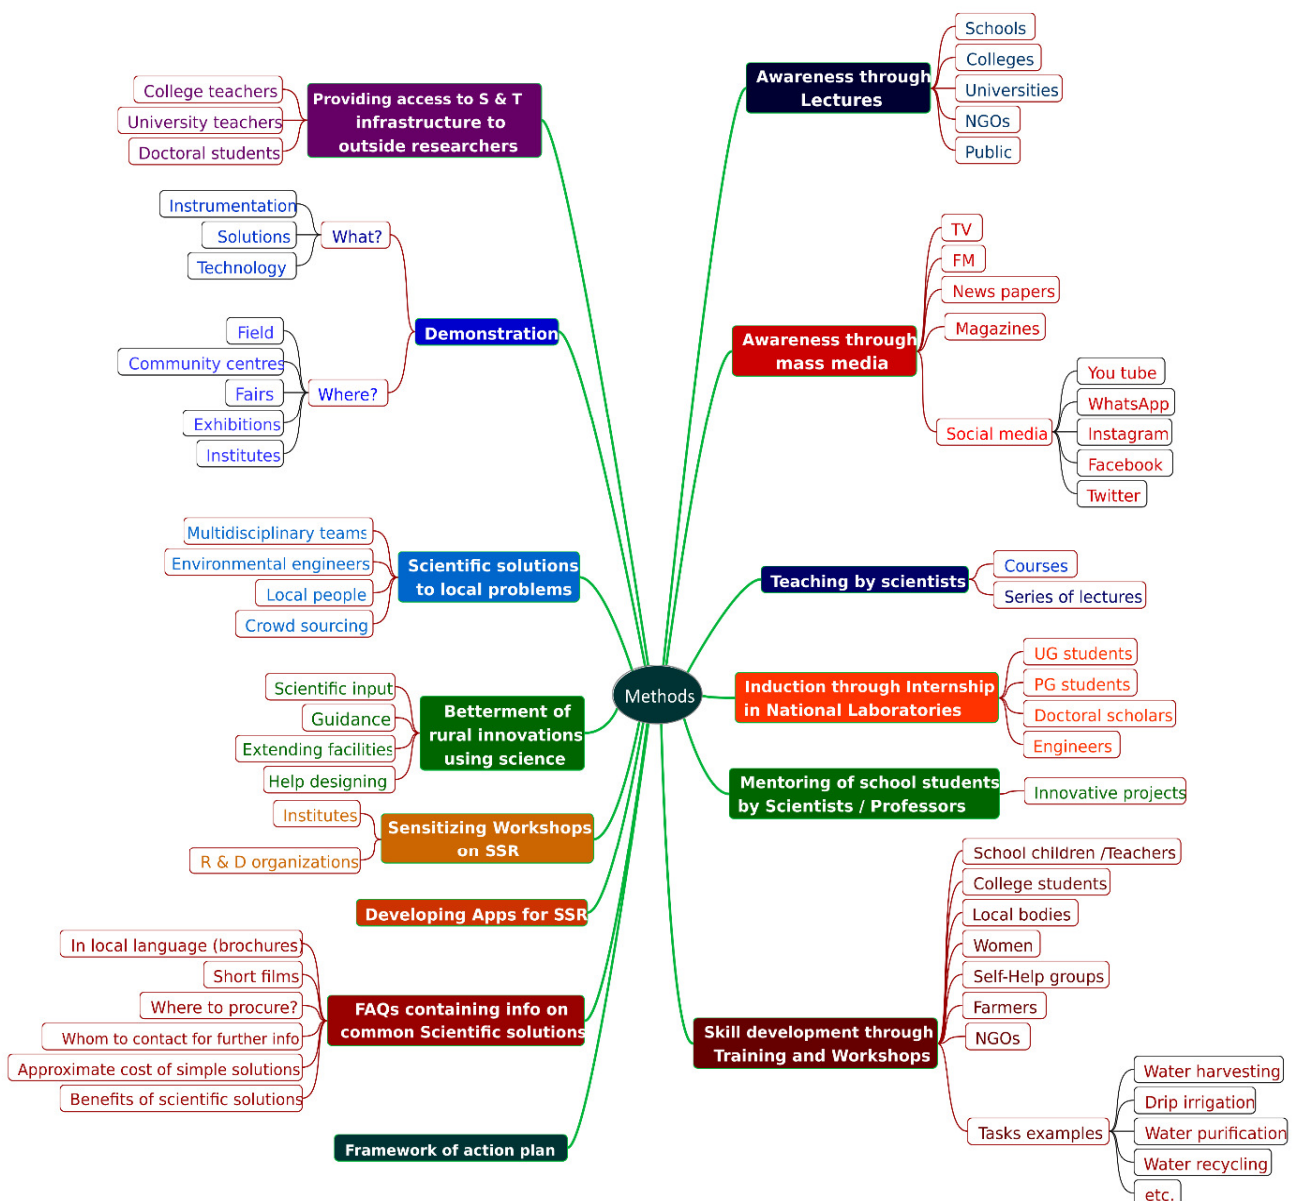 Methods
Awareness through
Lectures
Schools
Colleges
Universities
NGOs
Public
Awareness through
mass media
TV
FM
News papers
Magazines
Social media
You tube
WhatsApp
Instagram
Facebook
Twitter
Teaching by scientists
Courses
Series of lectures
Induction through Internship
in National Laboratories
UG students
PG students
Doctoral scholars
Engineers
Mentoring of school students
by Scientists / Professors
Innovative projects
Skill development through
Training and Workshops
School children /Teachers
College students
Local bodies
Women
Self-Help groups
Farmers
NGOs
Tasks examples
Water harvesting
Drip irrigation
Water purification
Water recycling
etc.
Providing access to S & T
infrastructure to
outside researchers
College teachers
University teachers
Doctoral students
Demonstration
What?
Instrumentation
Solutions
Technology
Where?
Field
Community centres
Fairs
Exhibitions
Institutes
Scientific solutions
to local problems
Multidisciplinary teams
Environmental engineers
Local people
Crowd sourcing
Betterment of
rural innovations
using science
Scientific input
Guidance
Extending facilities
Help designing
Sensitizing Workshops
on SSR
Institutes
R & D organizations
Developing Apps for SSR
FAQs containing info on
common Scientific solutions
In local language (brochures)
Short films
Where to procure?
Whom to contact for further info
Approximate cost of simple solutions
Benefits of scientific solutions
Framework of action plan